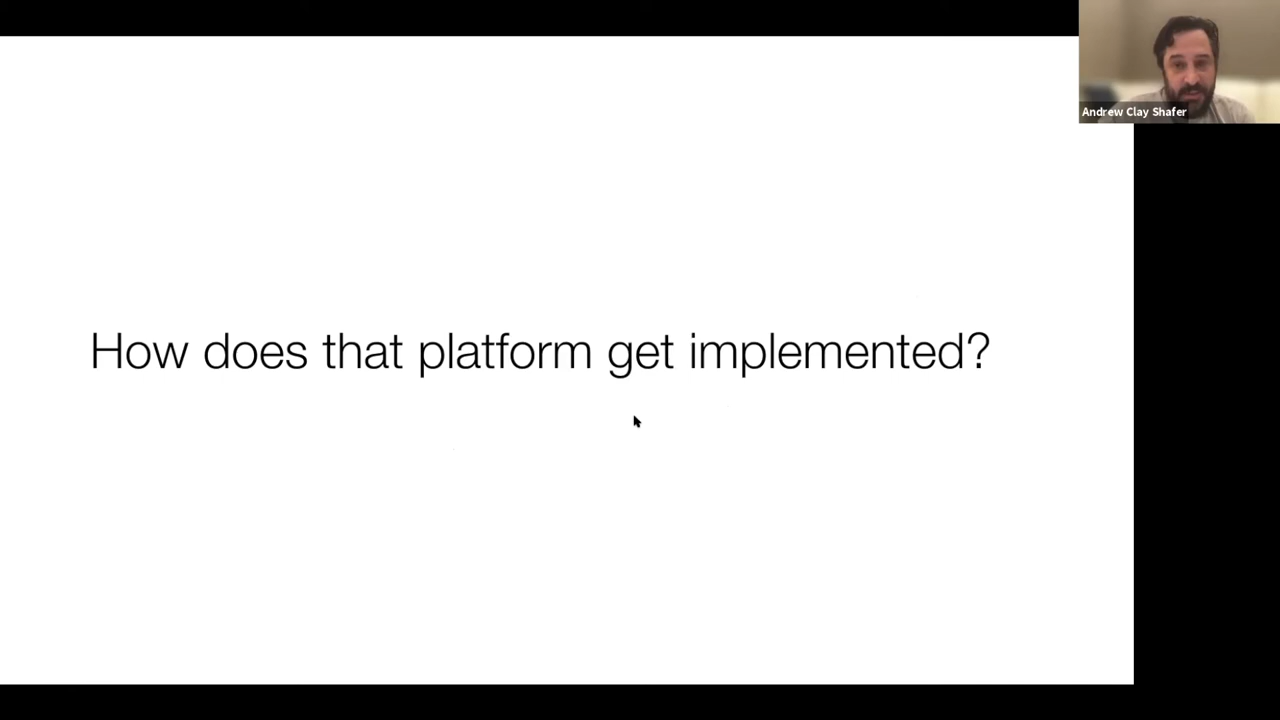 Andrew Clay Shafer
How does that platform get implemented?